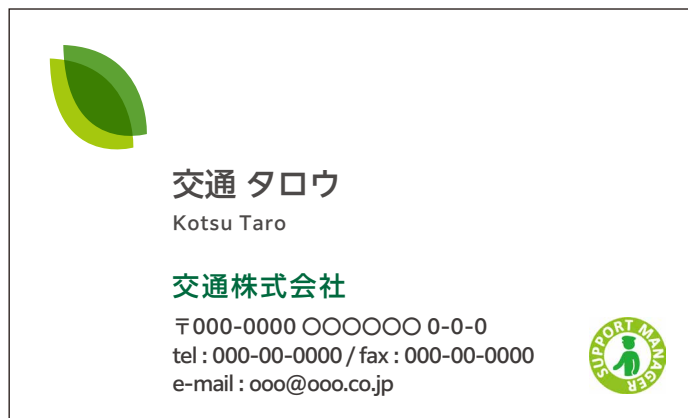 交通 タロウ
Kotsu Taro
交通株式会社
〒000-0000 〇〇〇〇〇〇 0-0-0
tel : 000-00-0000 / fax : 000-00-0000
e-mail : ooo@ooo.co.jp
SUPPORT MANAGER